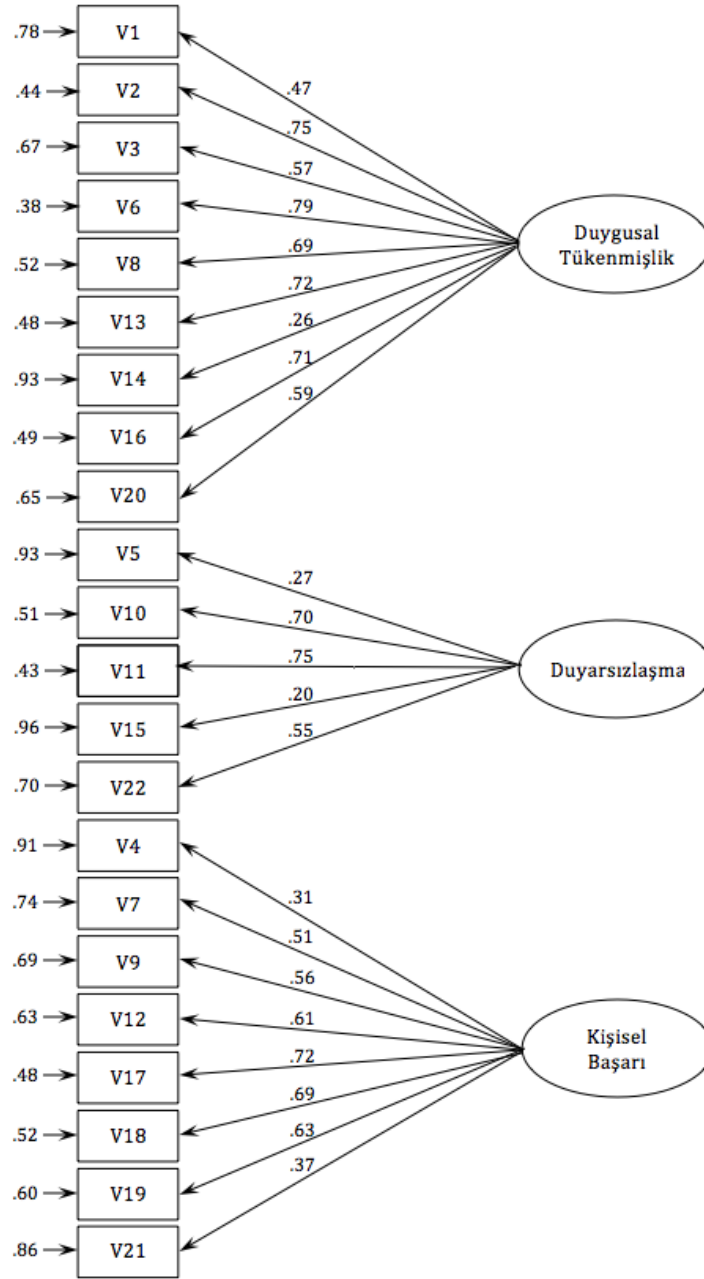 .78 V1
.47
.44 V2
.75
.67 V3
.57
.38 V6
.79
.52 V8
.69
Duygusal
Tükenmişlik
.48 V13
.72
.93 V14
.26
.49 V16
.71
.65 V20
.59
.93 V5
.27
.51 V10
.70
.43 V11
.75
Duyarsızlaşma
.96 V15
.20
.70 V22
.55
.91 V4
.31
.74 V7
.51
.69 V9
.56
.63 V12
.61
Kişisel
Başarı
.48 V17
.72
.52 V18
.69
.60 V19
.63
.86 V21
.37